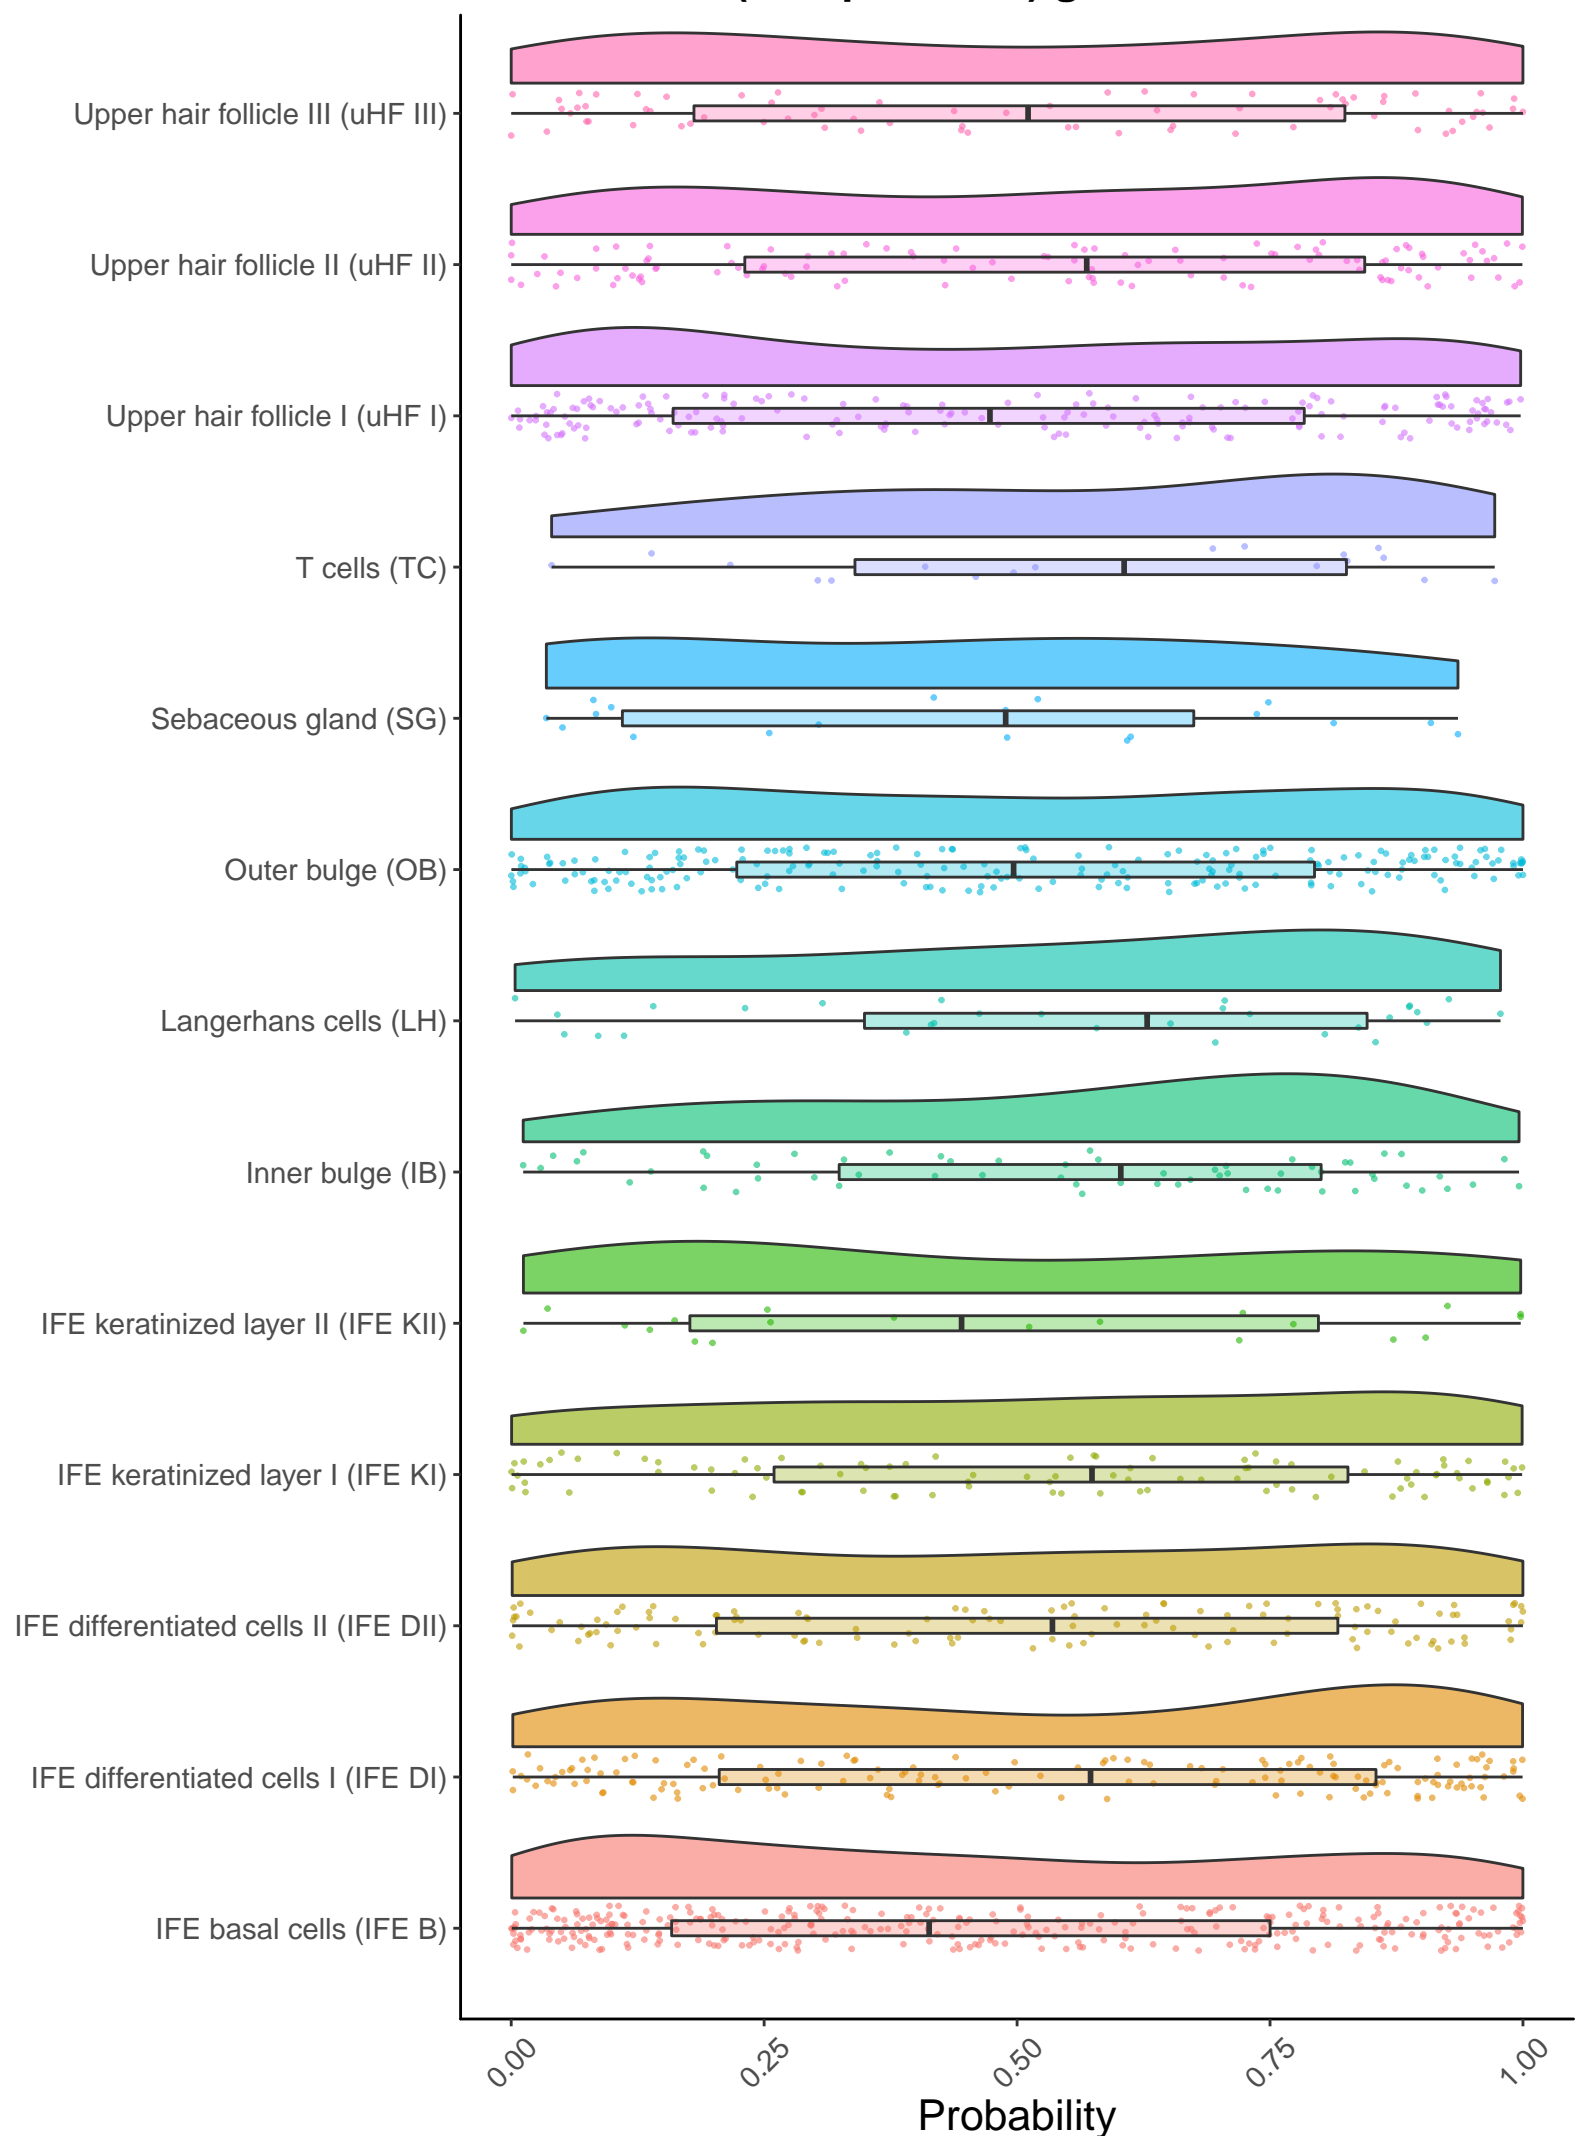 Upper hair follicle III (uHF III)
Upper hair follicle II (uHF II)
Upper hair follicle I (uHF I)
T cells (TC)
Sebaceous gland (SG)
Outer bulge (OB)
Langerhans cells (LH)
Inner bulge (IB)
IFE keratinized layer II (IFE KII)
IFE keratinized layer I (IFE KI)
IFE differentiated cells II (IFE DII)
IFE differentiated cells I (IFE DI)
IFE basal cells (IFE B)
0.00
0.25
0.50
0.75
1.00
Probability